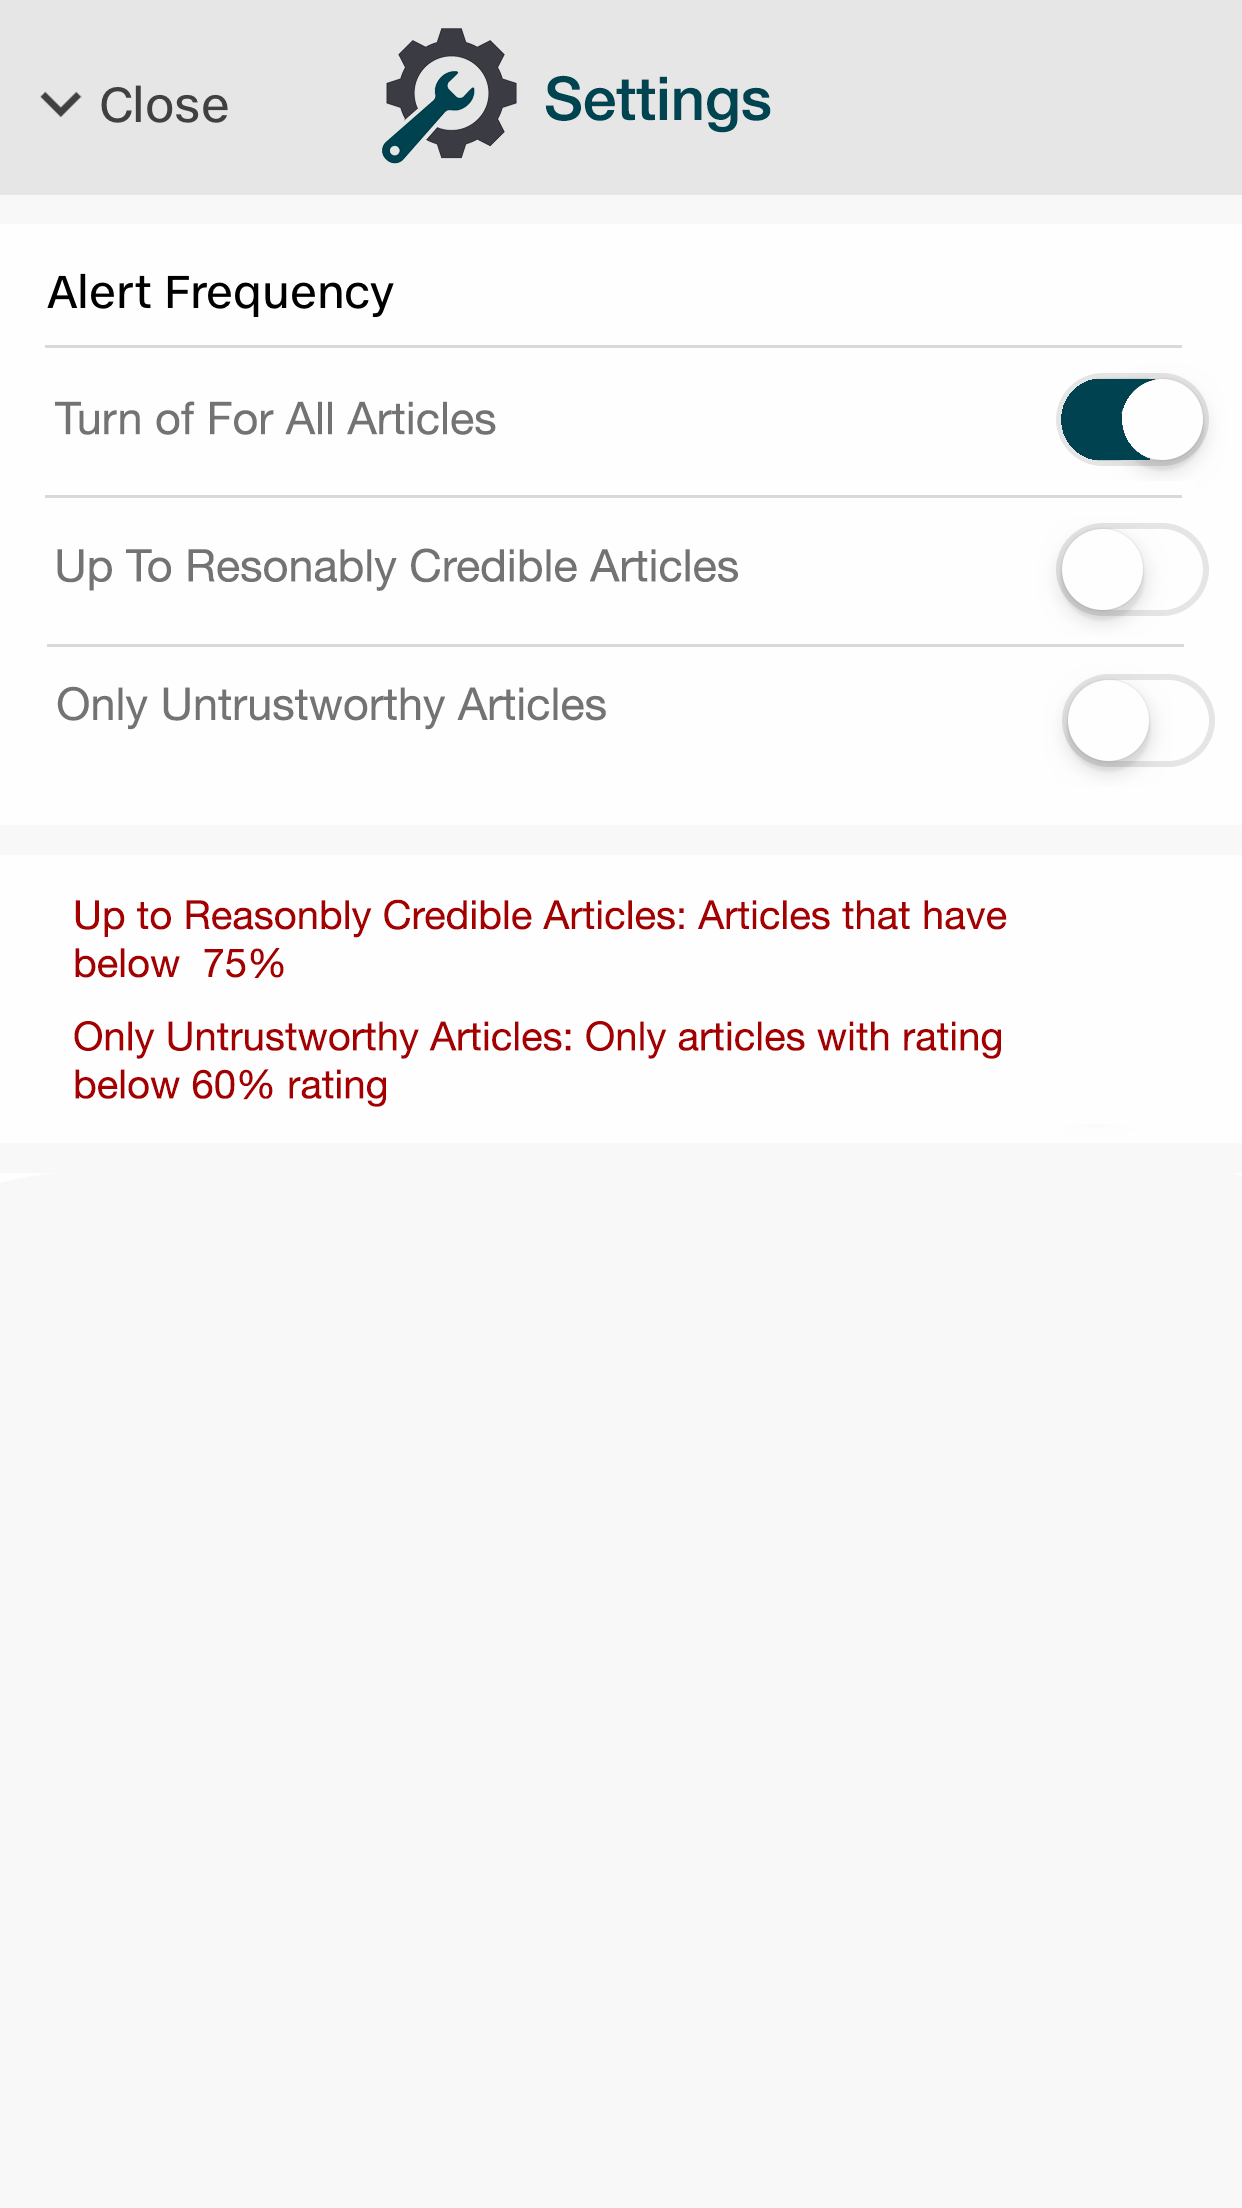 Close
Settings
Alert Frequency
Turn of For All Articles
Up To Resonably Credible Articles
Only Untrustworthy Articles
Up to Reasonbly Credible Articles: Articles that have
below  75%
Only Untrustworthy Articles: Only articles with rating
below 60% rating